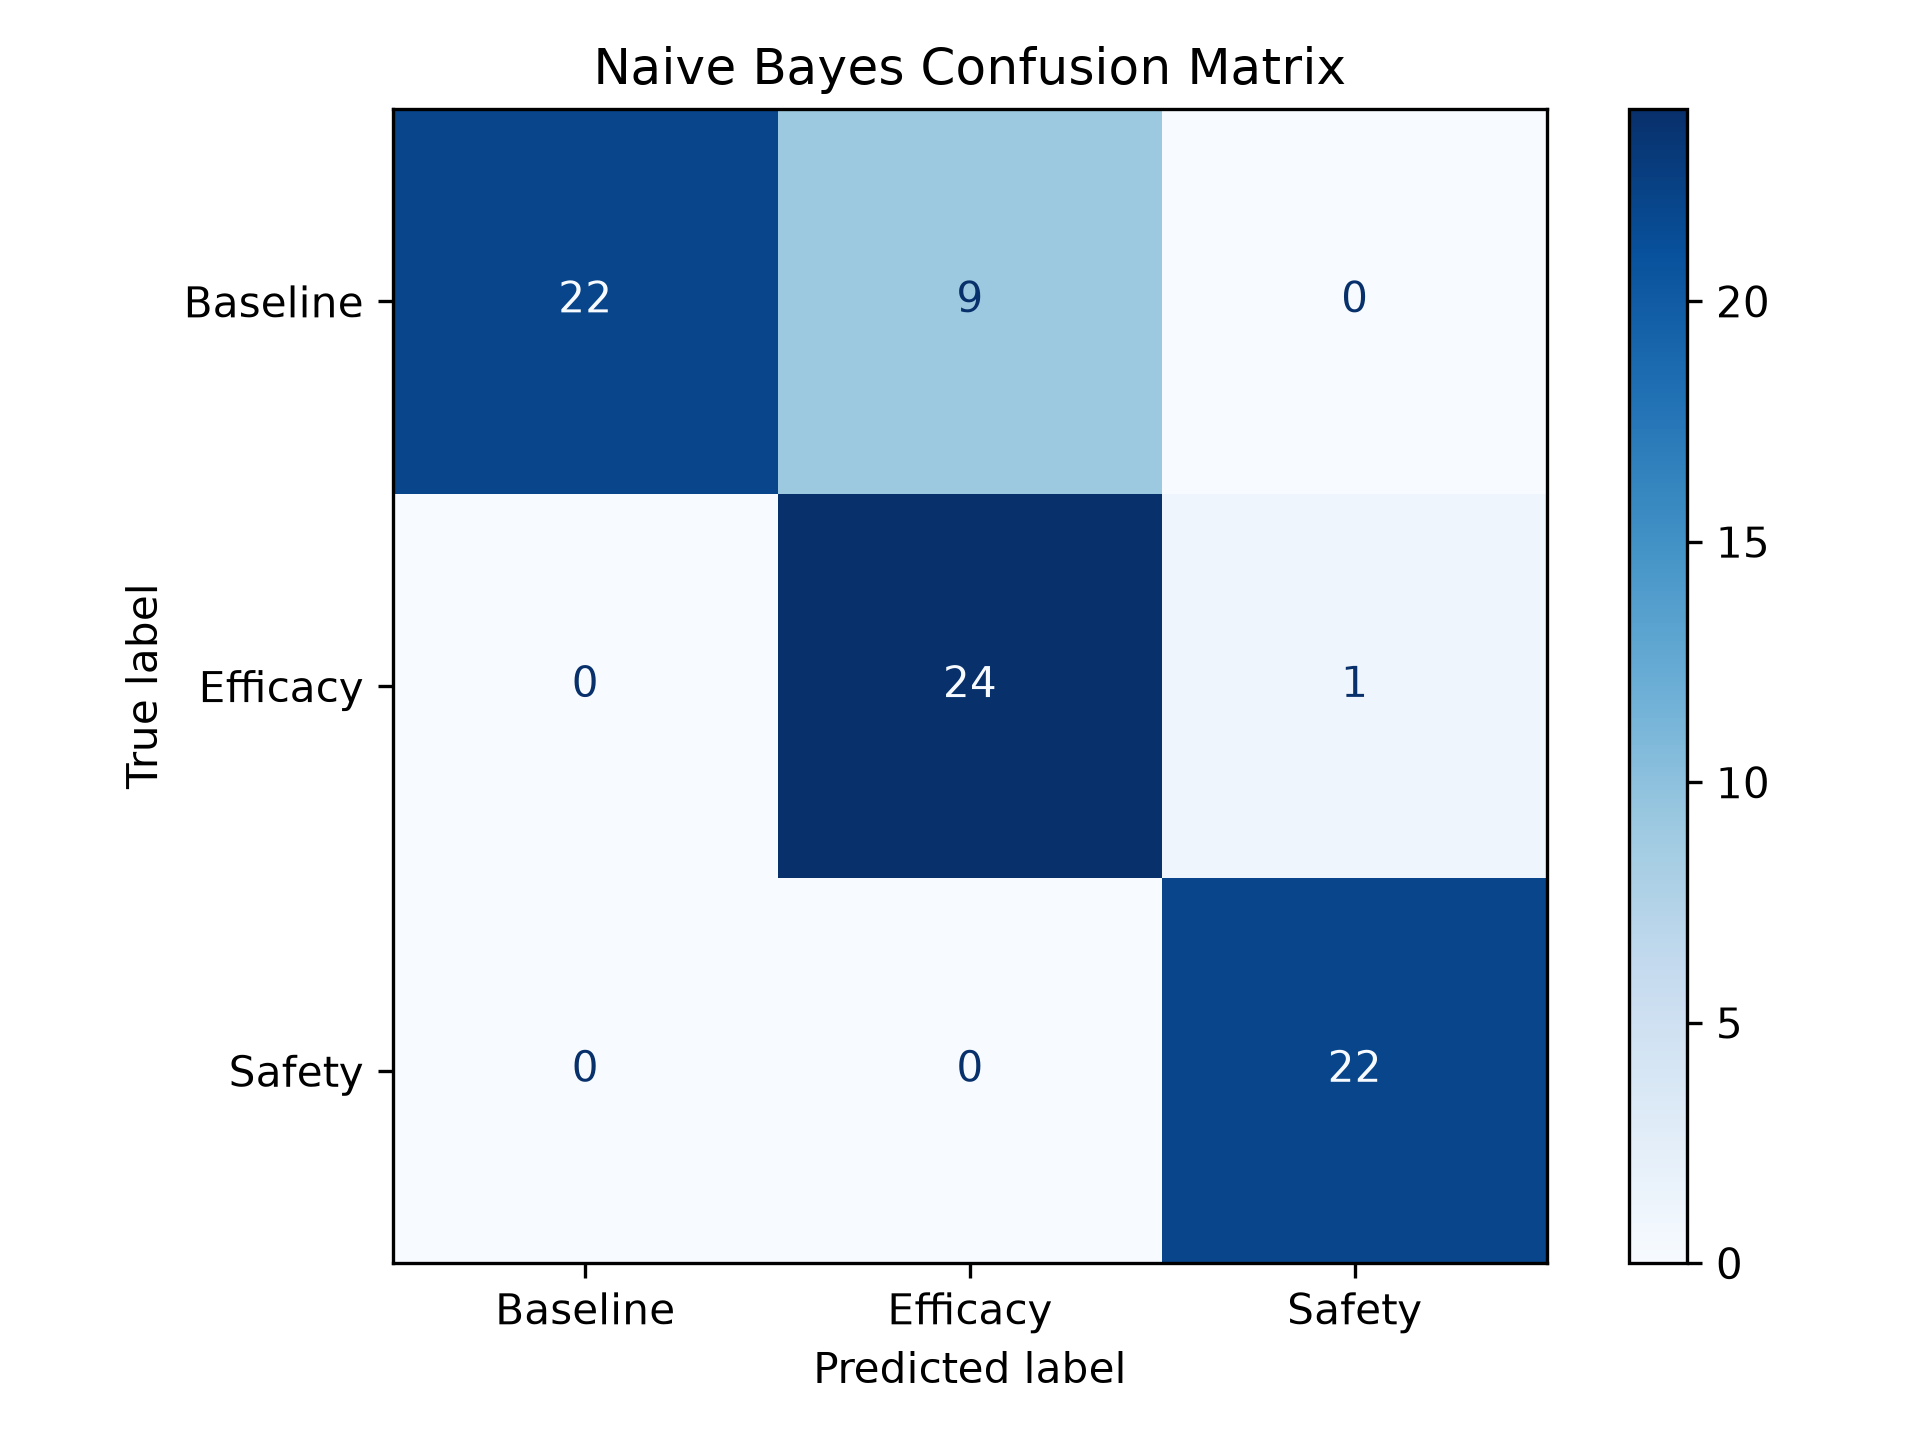 Naive Bayes Confusion Matrix
Baseline
22 9 0
20
15
True label
Efficacy
0 24 1
10
5
Safety
0 0 22
0
Baseline Efficacy Safety
Predicted label